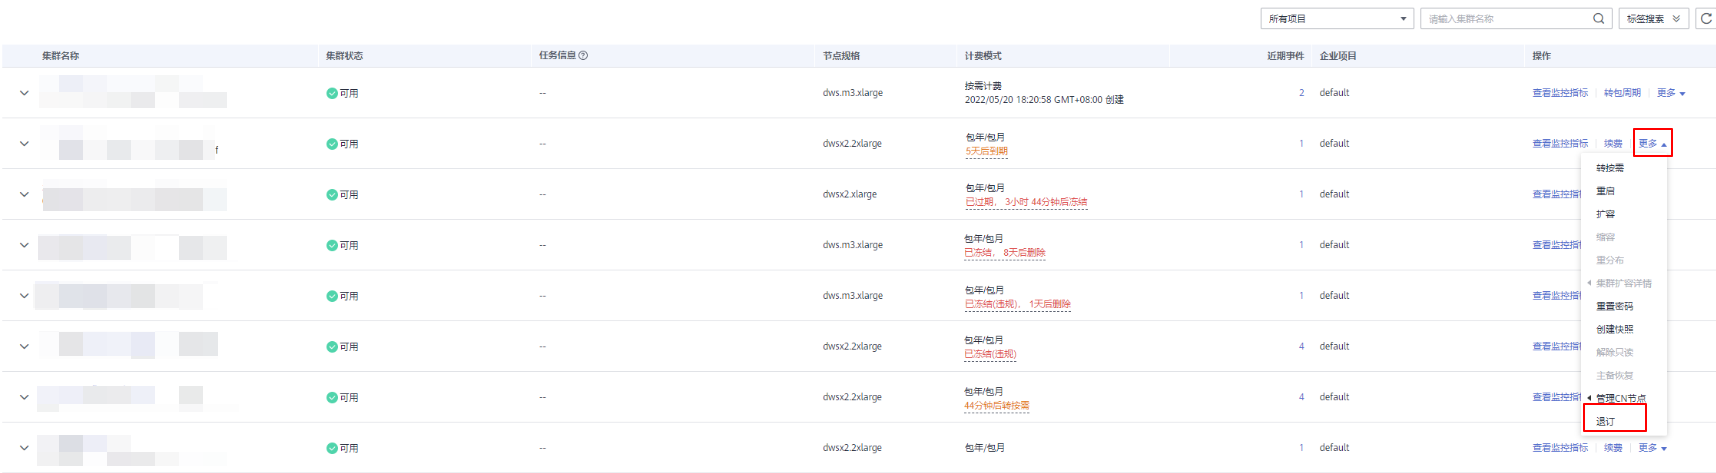 所有项目 请输入集群名称 标签搜索
集群名称 集群状态 任务信息 节点规格 计费模式 近期事件 企业项目 操作
可用 -- dws.m3.xlarge 按需计费 2 default 查看监控指标 转包周期 更多
2022/05/20 18:20:58 GMT+08:00 创建
f 可用 -- dwsx2.2xlarge 包年/包月 1 default 查看监控指标 续费 更多
5天后到期
转按需
可用 -- dwsx2.xlarge 包年/包月 1 default 查看监控指 重启
已过期， 3小时 44分钟后冻结
扩容
缩容
可用 -- dws.m3.xlarge 包年/包月 1 default 查看监控指
已冻结， 8天后删除
重分布
集群扩容详情
可用 -- dws.m3.xlarge 包年/包月 1 default 查看监控指
已冻结(违规)， 1天后删除
重置密码
创建快照
可用 -- dwsx2.2xlarge 包年/包月 4 default 查看监控指
已冻结(违规)
解除只读
主备恢复
可用 -- dwsx2.2xlarge 包年/包月 4 default 查看监控指 管理CN节点
44分钟后转按需
退订
可用 -- dwsx2.2xlarge 包年/包月 1 default 查看监控指标 续费 更多